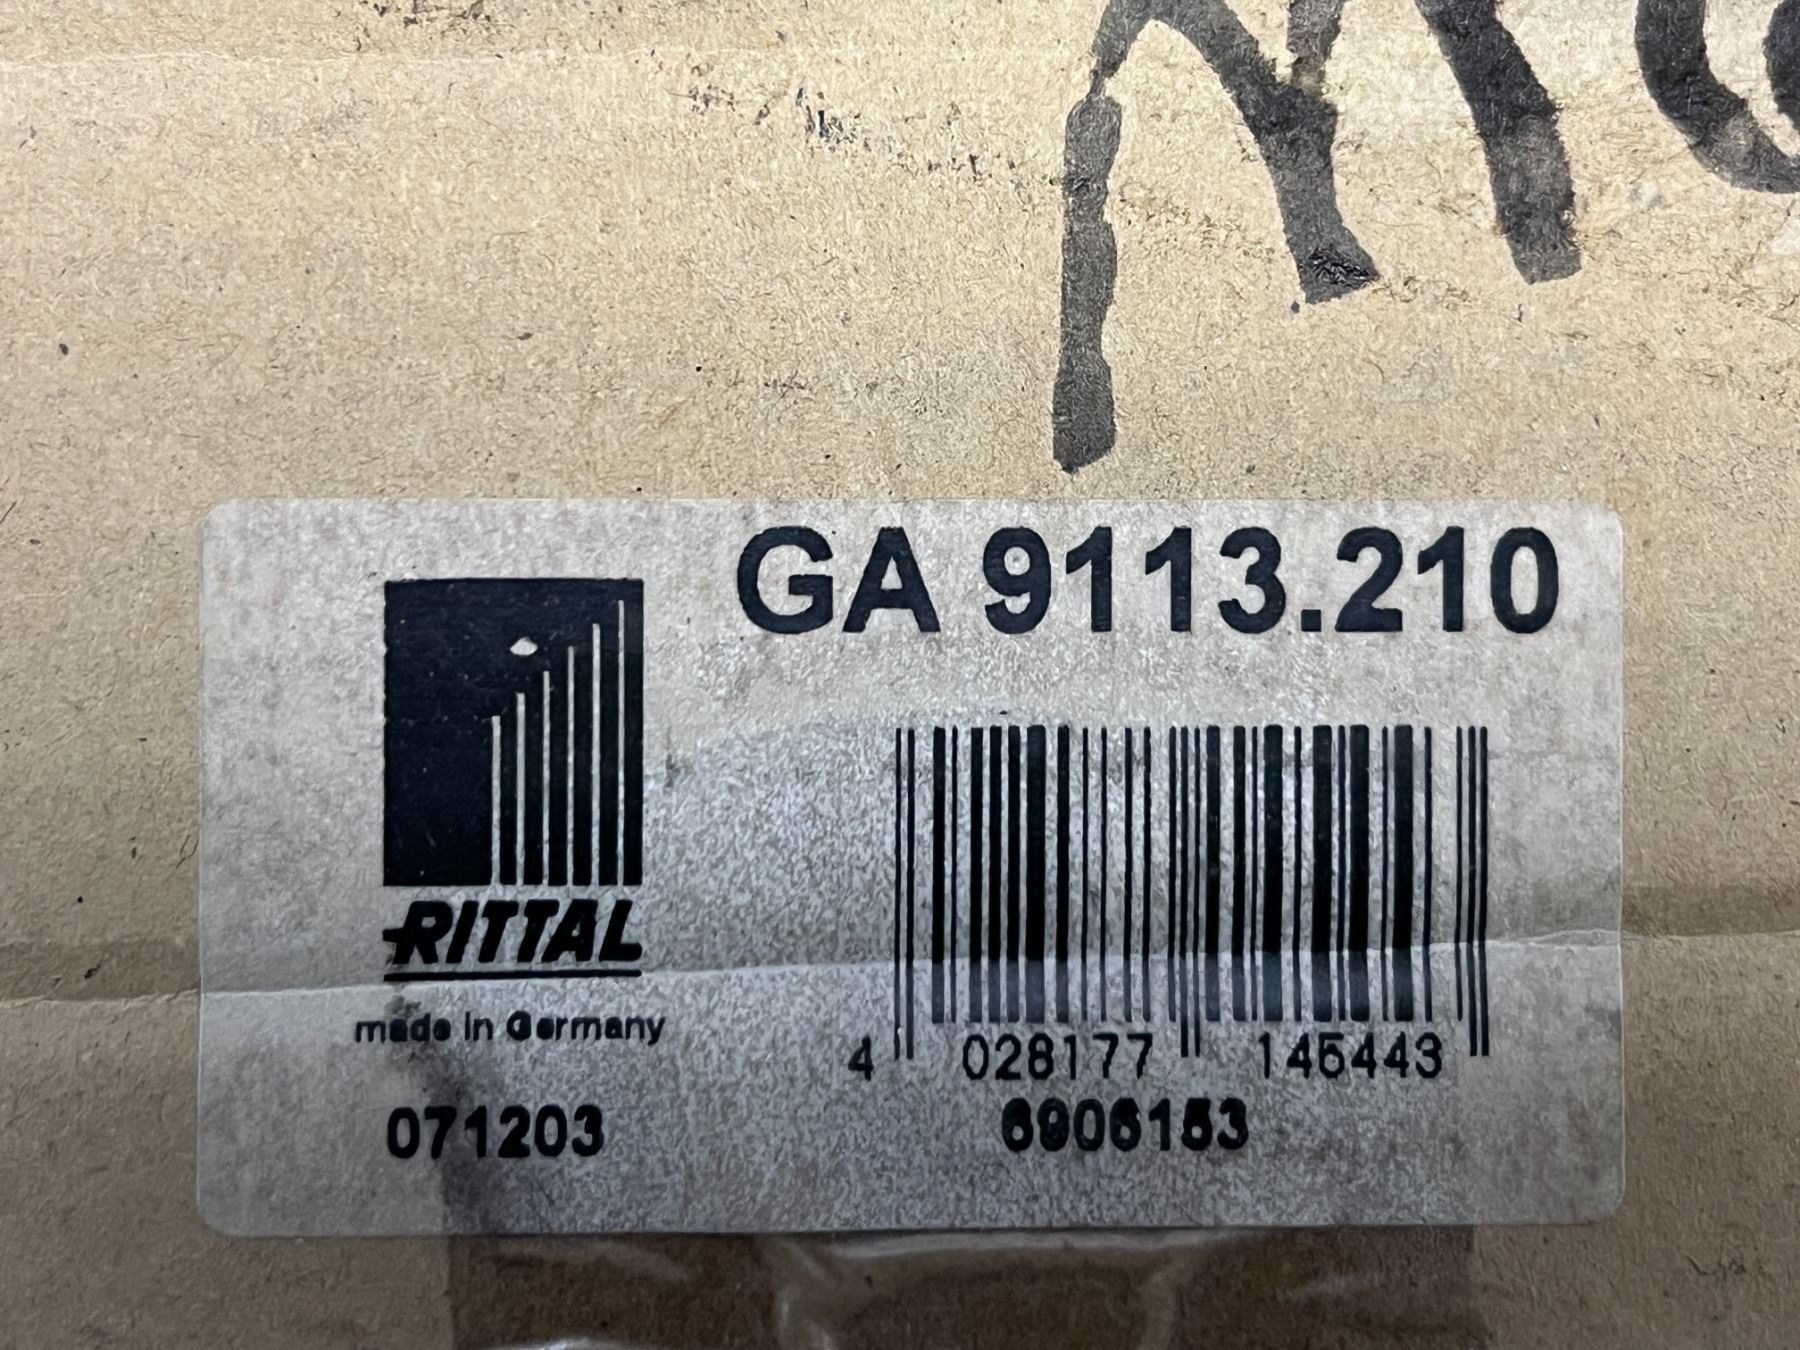 GA 9113.210
RITTAL
made in Germany
4 028177 145443
071203
6906153